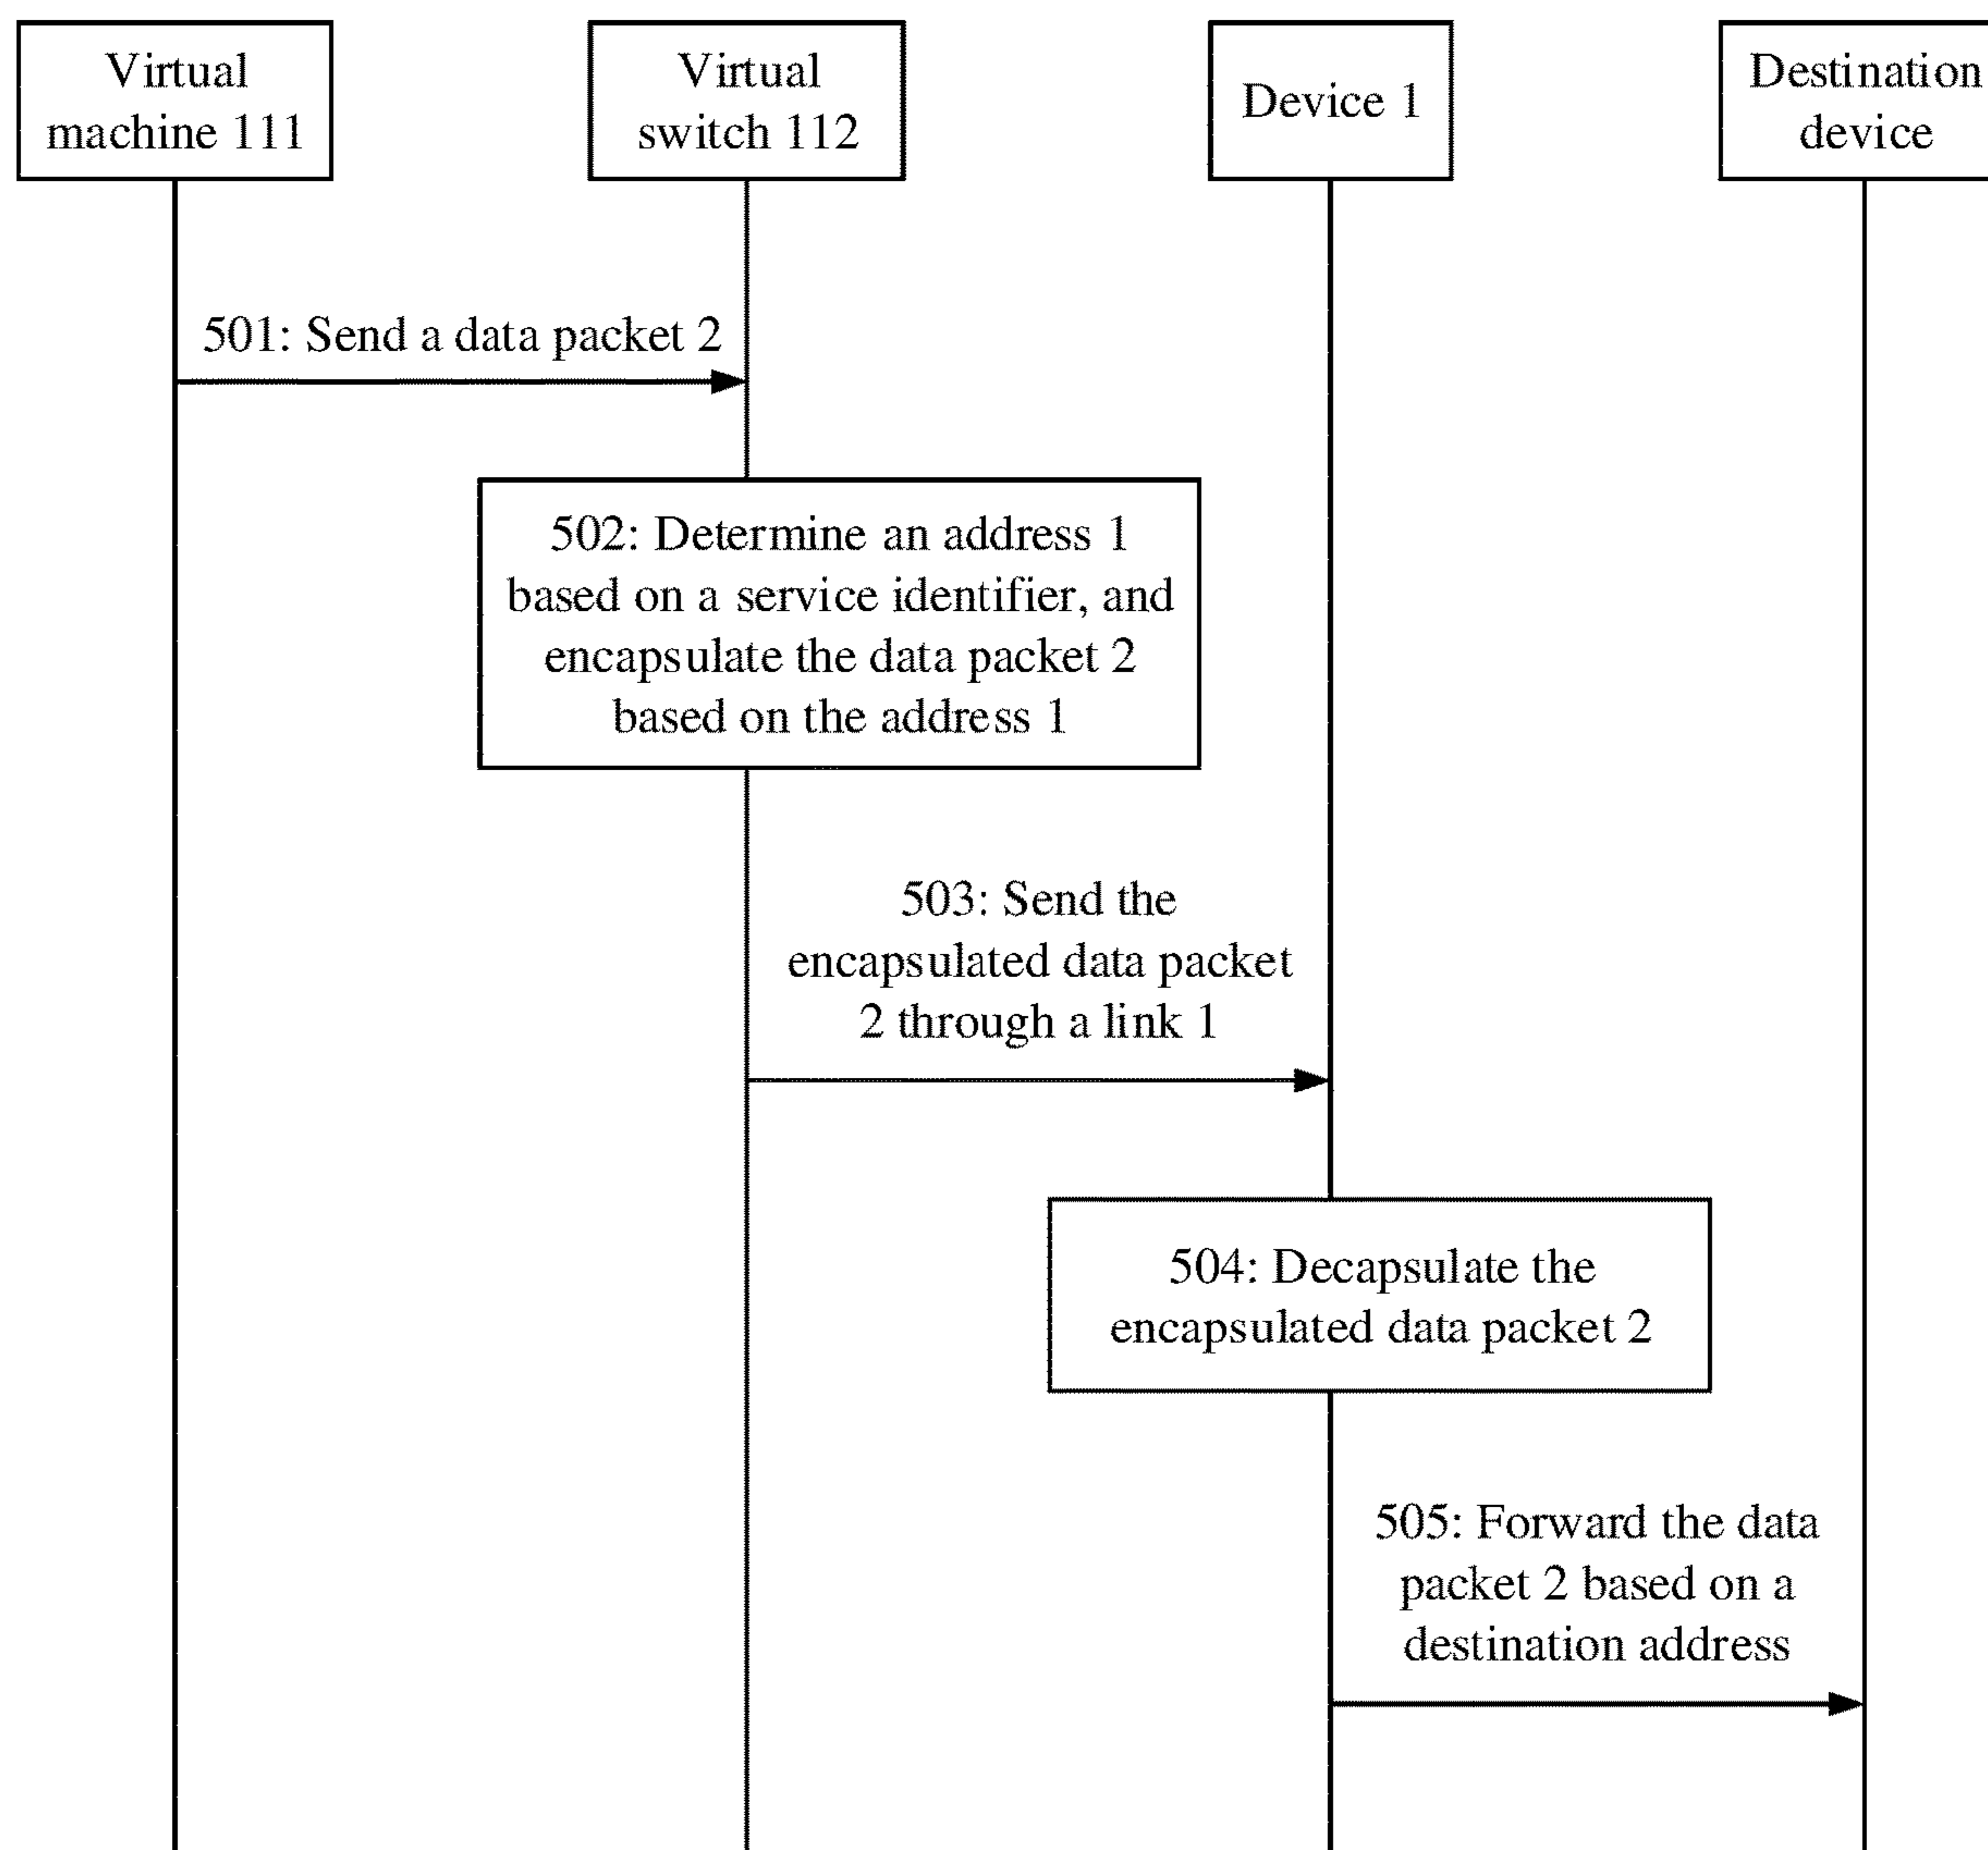 Virtual
machine 111
Virtual
switch 112
Device 1
Destination
device
501: Send a data packet 2
502: Determine an address 1
based on a service identifier, and
encapsulate the data packet 2
based on the address 1
503: Send the
encapsulated data packet
2 through a link 1
504: Decapsulate the
encapsulated data packet 2
505: Forward the data
packet 2 based on a
destination address